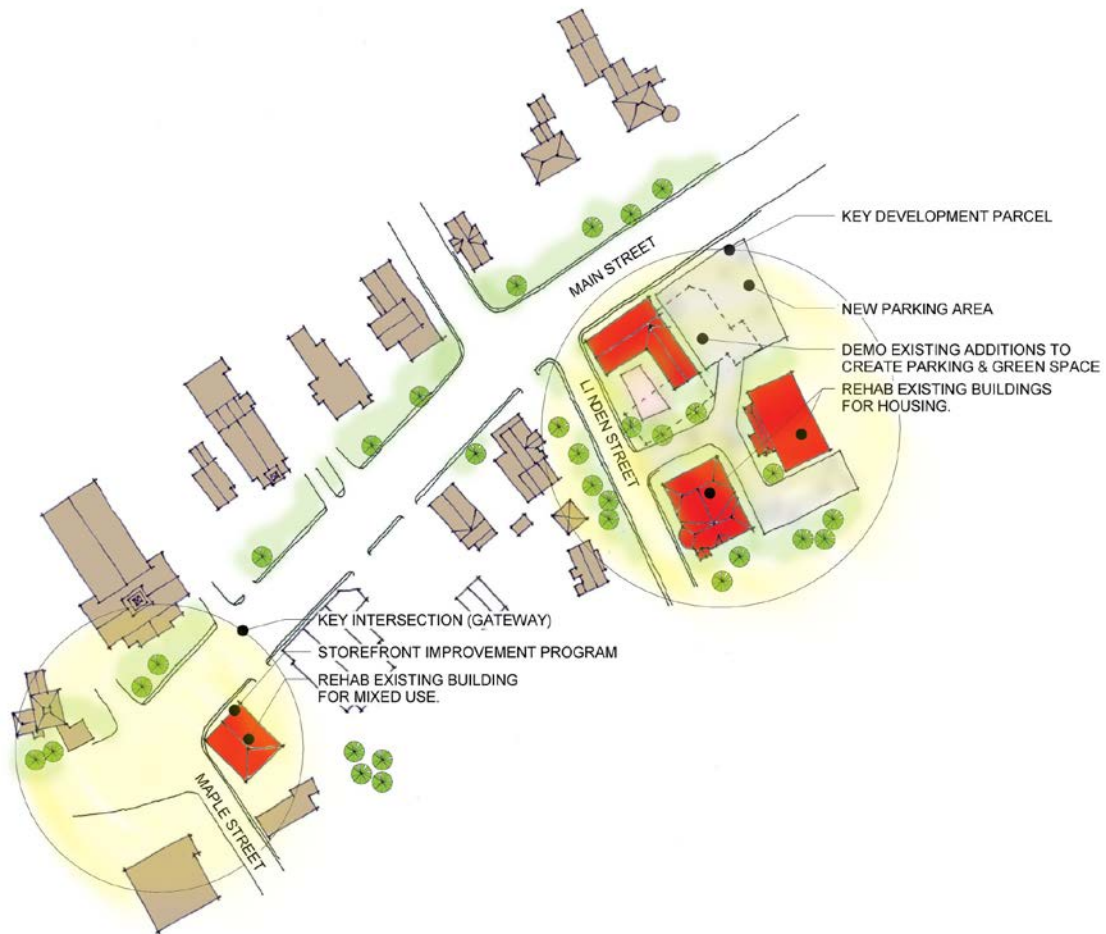 KEY DEVELOPMENT PARCEL
MAIN STREET
NEW PARKING AREA
DEMO EXISTING ADDITIONS TO
CREATE PARKING & GREEN SPACE
REHAB EXISTING BUILDINGS
FOR HOUSING.
LINDEN STREET
KEY INTERSECTION (GATEWAY)
STOREFRONT IMPROVEMENT PROGRAM
REHAB EXISTING BUILDING
FOR MIXED USE.
MAPLE STREET